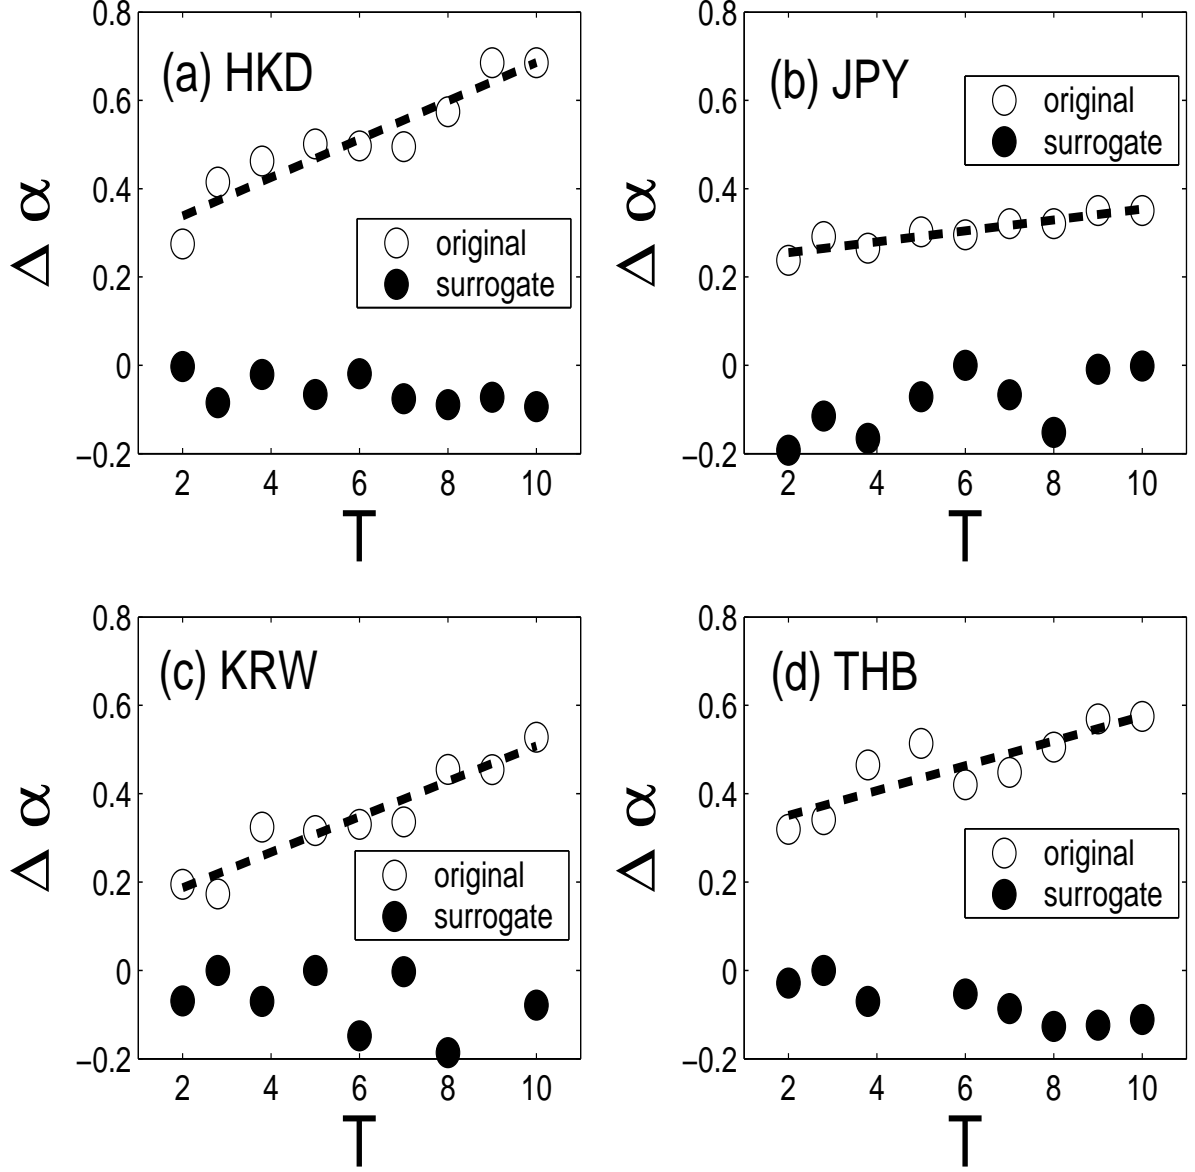 (a) HKD
0.8
0.6
0.4
0.2
0
−0.2
Δ α
original
surrogate
2 4 6 8 10
T
(b) JPY
0.8
0.6
0.4
0.2
0
−0.2
Δ α
original
surrogate
2 4 6 8 10
T
(c) KRW
0.8
0.6
0.4
0.2
0
−0.2
Δ α
original
surrogate
2 4 6 8 10
T
(d) THB
0.8
0.6
0.4
0.2
0
−0.2
Δ α
original
surrogate
2 4 6 8 10
T